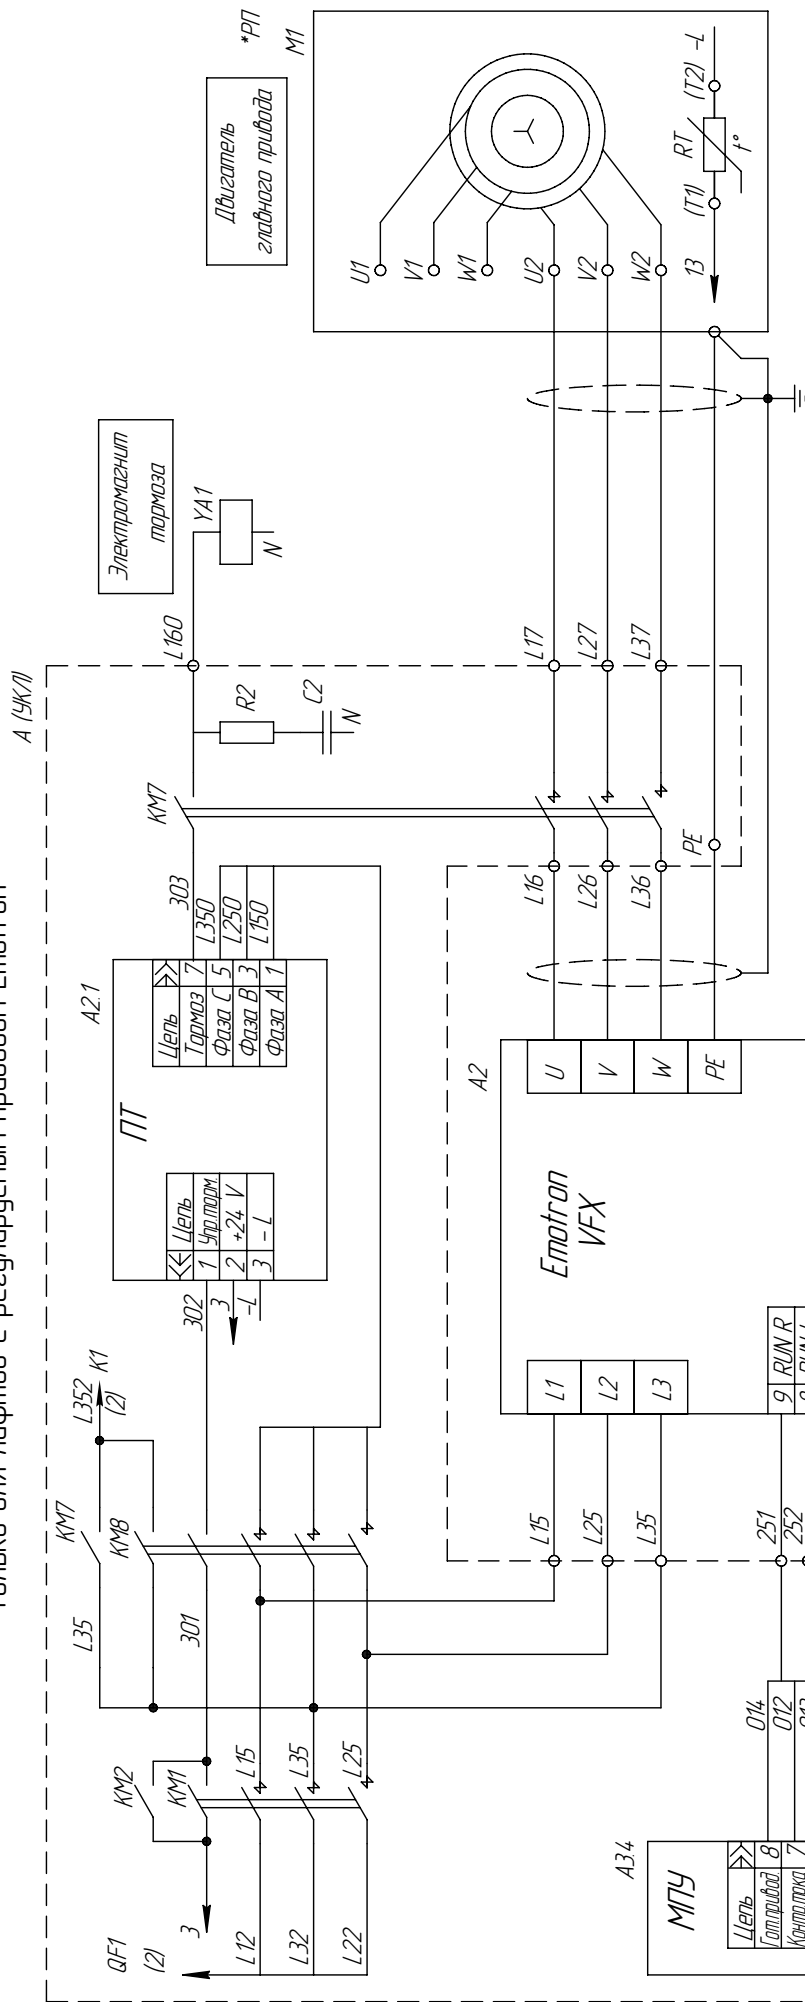 *РП
М1
Двигатель
главного привода
U1
V1
W1
U2
V2
W2
13
(T1)
RT
(T2)
-L
t°
Электромагнит
тормоза
YA1
N
L160
A (УКЛ)
R2
C2
N
L17
L27
L37
KM7
PE
303
L350
L250
L150
L16
L26
L36
A2.1
ПТ
Цепь
Тормоз 7
Фаза C 5
Фаза B 3
Фаза A 1
Цепь
1 Упр.торм.
2 +24 V
3 - L
302
3
-L
A2
Emotron
VFX
U
V
W
PE
L1
L2
L3
9 RUN R
L352
(2)
K1
KM7
KM8
L35
301
L15
L25
L35
251
252
KM2
KM1
L15
L35
L25
QF1
(2)
3
L12
L32
L22
A3.4
МПУ
Цепь
Гот.привод. 8
Контр.тока 7
014
012